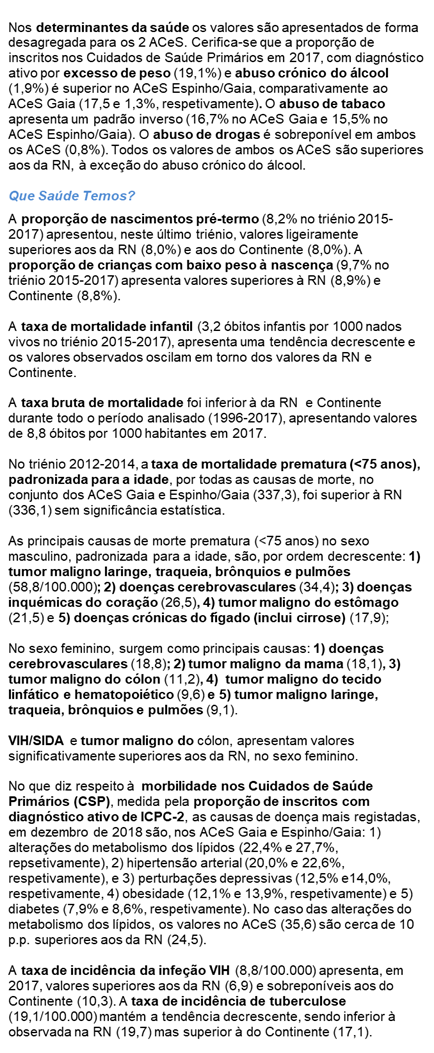 Nos determinantes da saúde os valores são apresentados de forma
desagregada para os 2 ACeS. Cerifica-se que a proporção de
inscritos nos Cuidados de Saúde Primários em 2017, com diagnóstico
ativo por excesso de peso (19,1%) e abuso crónico do álcool
(1,9%) é superior no ACeS Espinho/Gaia, comparativamente ao
ACeS Gaia (17,5 e 1,3%, respetivamente). O abuso de tabaco
apresenta um padrão inverso (16,7% no ACeS Gaia e 15,5% no
ACeS Espinho/Gaia). O abuso de drogas é sobreponível em ambos
os ACeS (0,8%). Todos os valores de ambos os ACeS são superiores
aos da RN, à exceção do abuso crónico do álcool.
Que Saúde Temos?
A proporção de nascimentos pré-termo (8,2% no triénio 2015-
2017) apresentou, neste último triénio, valores ligeiramente
superiores aos da RN (8,0%) e aos do Continente (8,0%). A
proporção de crianças com baixo peso à nascença (9,7% no
triénio 2015-2017) apresenta valores superiores à RN (8,9%) e
Continente (8,8%).
A taxa de mortalidade infantil (3,2 óbitos infantis por 1000 nados
vivos no triénio 2015-2017), apresenta uma tendência decrescente e
os valores observados oscilam em torno dos valores da RN e
Continente.
A taxa bruta de mortalidade foi inferior à da RN e Continente
durante todo o período analisado (1996-2017), apresentando valores
de 8,8 óbitos por 1000 habitantes em 2017.
No triénio 2012-2014, a taxa de mortalidade prematura (<75 anos),
padronizada para a idade, por todas as causas de morte, no
conjunto dos ACeS Gaia e Espinho/Gaia (337,3), foi superior à RN
(336,1) sem significância estatística.
As principais causas de morte prematura (<75 anos) no sexo
masculino, padronizada para a idade, são, por ordem decrescente: 1)
tumor maligno laringe, traqueia, brônquios e pulmões
(58,8/100.000); 2) doenças cerebrovasculares (34,4); 3) doenças
inquémicas do coração (26,5), 4) tumor maligno do estômago
(21,5) e 5) doenças crónicas do figado (inclui cirrose) (17,9);
No sexo feminino, surgem como principais causas: 1) doenças
cerebrovasculares (18,8); 2) tumor maligno da mama (18,1), 3)
tumor maligno do cólon (11,2), 4) tumor maligno do tecido
linfático e hematopoiético (9,6) e 5) tumor maligno laringe,
traqueia, brônquios e pulmões (9,1).
VIH/SIDA e tumor maligno do cólon, apresentam valores
significativamente superiores aos da RN, no sexo feminino.
No que diz respeito à morbilidade nos Cuidados de Saúde
Primários (CSP), medida pela proporção de inscritos com
diagnóstico ativo de ICPC-2, as causas de doença mais registadas,
em dezembro de 2018 são, nos ACeS Gaia e Espinho/Gaia: 1)
alterações do metabolismo dos lípidos (22,4% e 27,7%,
repsetivamente), 2) hipertensão arterial (20,0% e 22,6%,
respetivamente), e 3) perturbações depressivas (12,5% e14,0%,
respetivamente, 4) obesidade (12,1% e 13,9%, respetivamente) e 5)
diabetes (7,9% e 8,6%, respetivamente). No caso das alterações do
metabolismo dos lípidos, os valores no ACeS (35,6) são cerca de 10
p.p. superiores aos da RN (24,5).
A taxa de incidência da infeção VIH (8,8/100.000) apresenta, em
2017, valores superiores aos da RN (6,9) e sobreponíveis aos do
Continente (10,3). A taxa de incidência de tuberculose
(19,1/100.000) mantém a tendência decrescente, sendo inferior à
observada na RN (19,7) mas superior à do Continente (17,1).